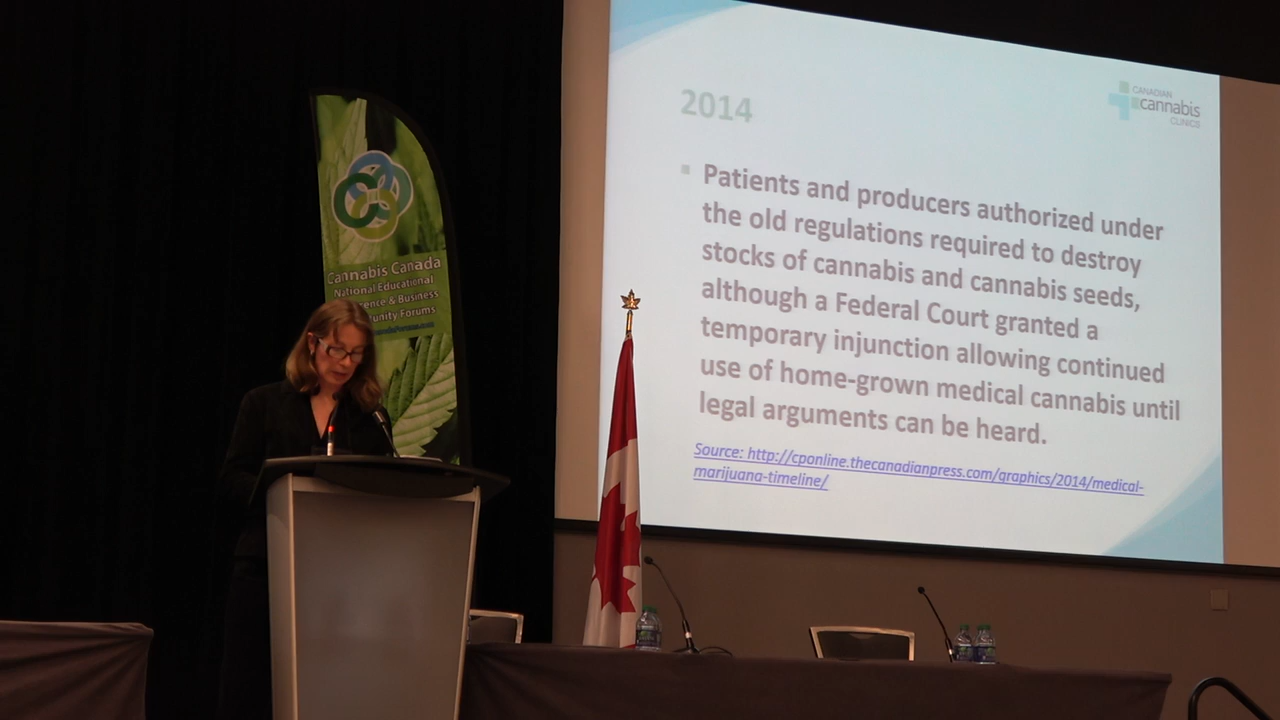 2014
CANADIAN
cannabis
CLINICS
Patients and producers authorized under
the old regulations required to destroy
stocks of cannabis and cannabis seeds,
although a Federal Court granted a
temporary injunction allowing continued
use of home-grown medical cannabis until
legal arguments can be heard.
Source: http://cponline.thecanadianpress.com/graphics/2014/medical-
marijuana-timeline/
Cannabis Canada
National Educational
& Business
Forums